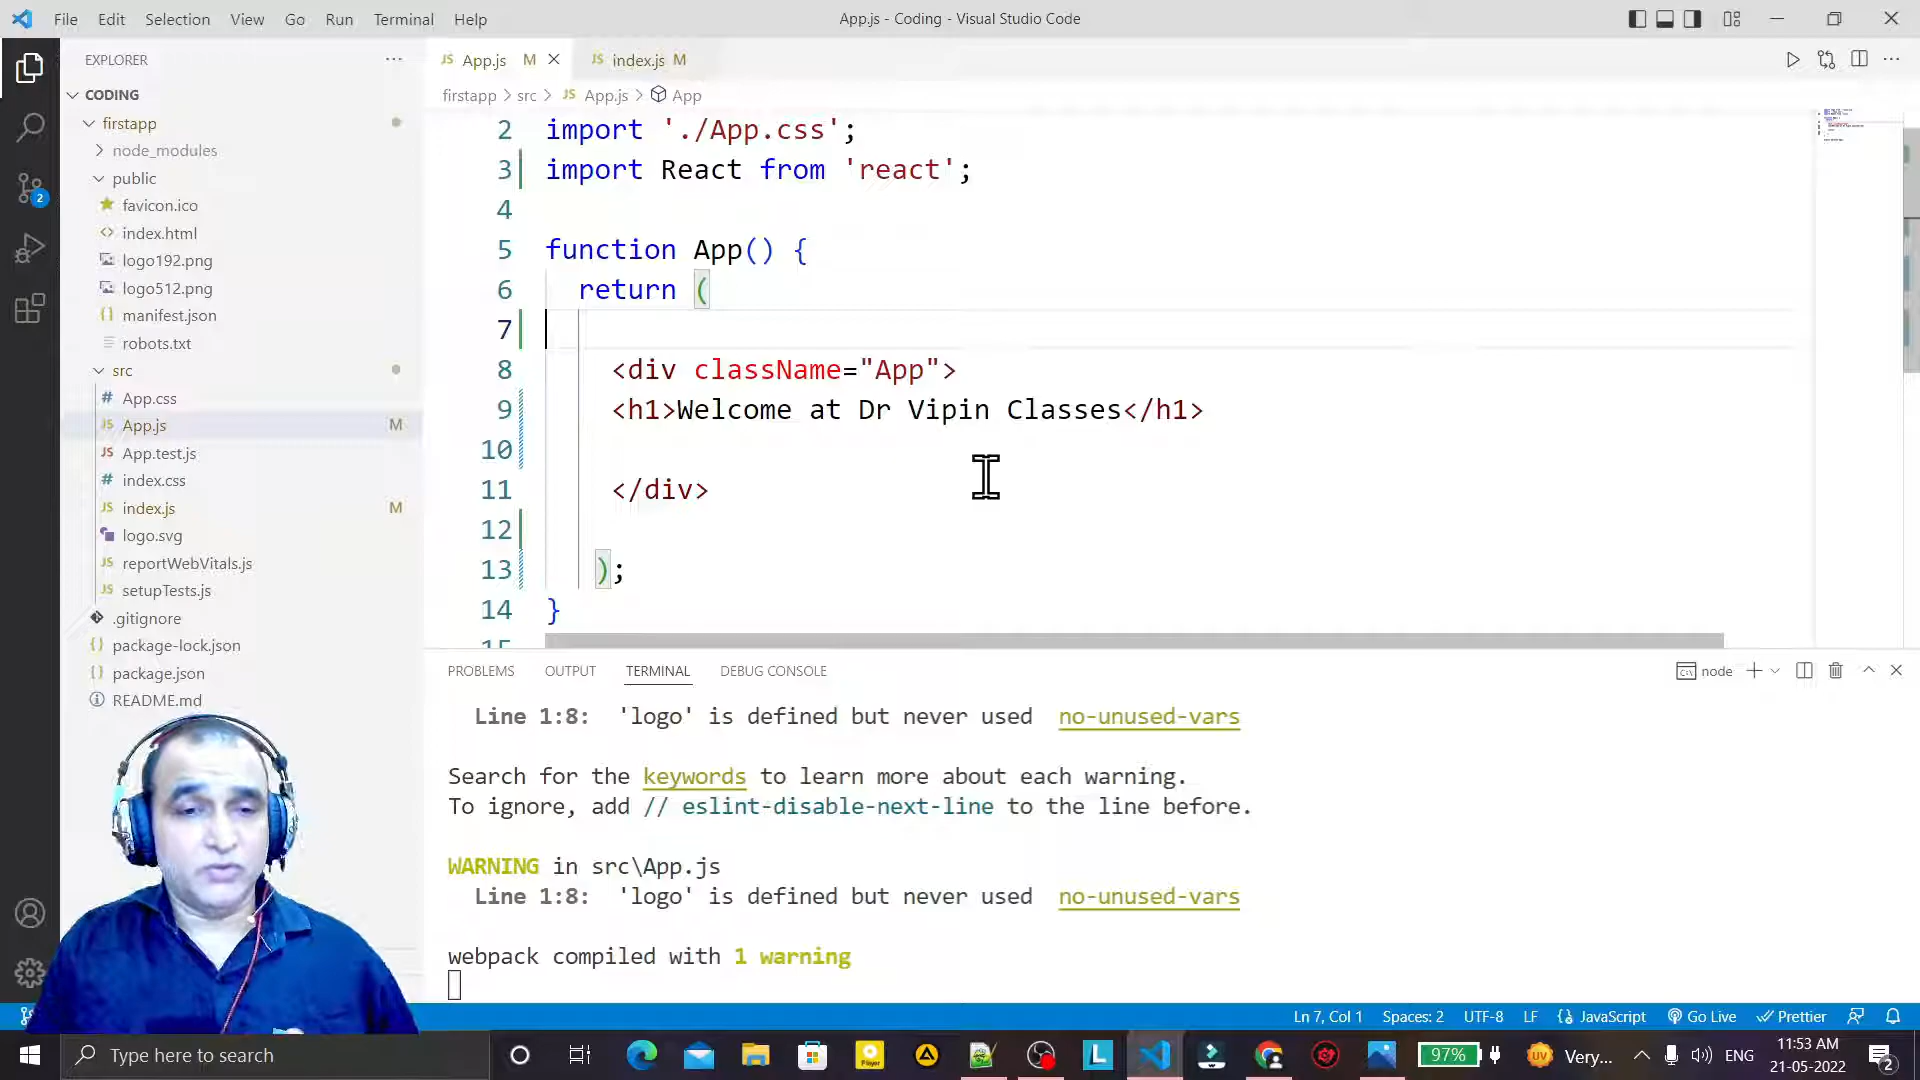 File Edit Selection View Go Run Terminal Help
App.js - Coding - Visual Studio Code
EXPLORER
CODING
firstapp
node_modules
public
favicon.ico
index.html
logo192.png
logo512.png
manifest.json
robots.txt
src
App.css
App.js M
App.test.js
index.css
index.js M
logo.svg
reportWebVitals.js
setupTests.js
.gitignore
package-lock.json
package.json
README.md
2
JS App.js M
JS index.js M
firstapp > src > JS App.js > App
2 import './App.css';
3 import React from 'react';
4
5 function App() {
6 return (
7
8 <div className="App">
9 <h1>Welcome at Dr Vipin Classes</h1>
10
11 </div>
12
13 );
14 }
PROBLEMS OUTPUT TERMINAL DEBUG CONSOLE
node
Line 1:8: 'logo' is defined but never used no-unused-vars
Search for the keywords to learn more about each warning.
To ignore, add // eslint-disable-next-line to the line before.
WARNING in src\App.js
Line 1:8: 'logo' is defined but never used no-unused-vars
webpack compiled with 1 warning
Ln 7, Col 1 Spaces: 2 UTF-8 LF {} JavaScript Go Live Prettier
Type here to search
97%
UV Very...
ENG
11:53 AM
21-05-2022
2